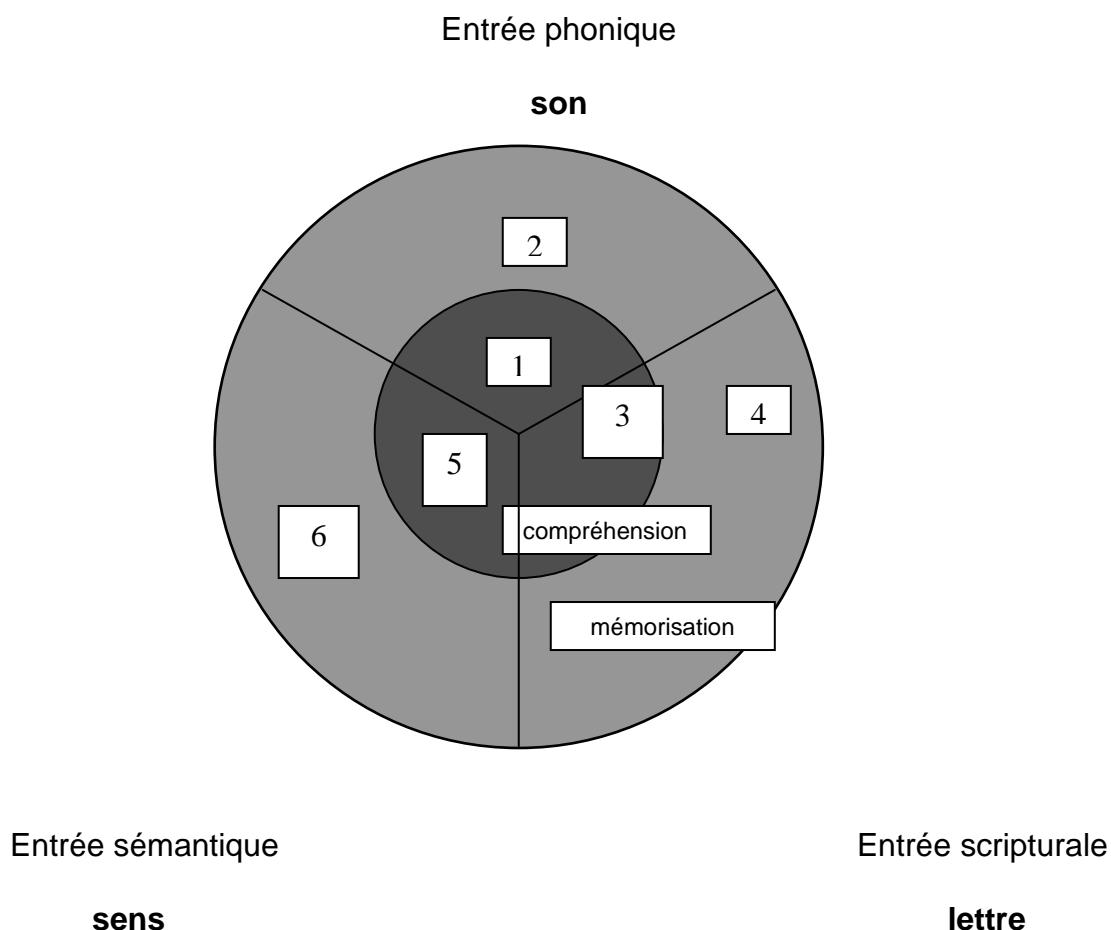 Entrée phonique
son
2
1
3
4
5
6
compréhension
mémorisation
Entrée sémantique
Entrée scripturale
sens
lettre